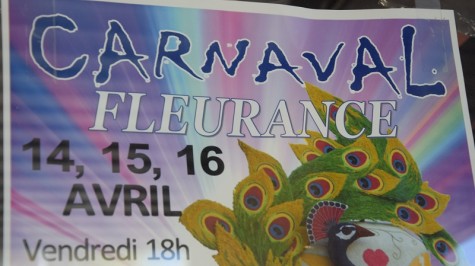 CARNAVAL
FLEURANCE
14, 15, 16
AVRIL
Vendredi 18h